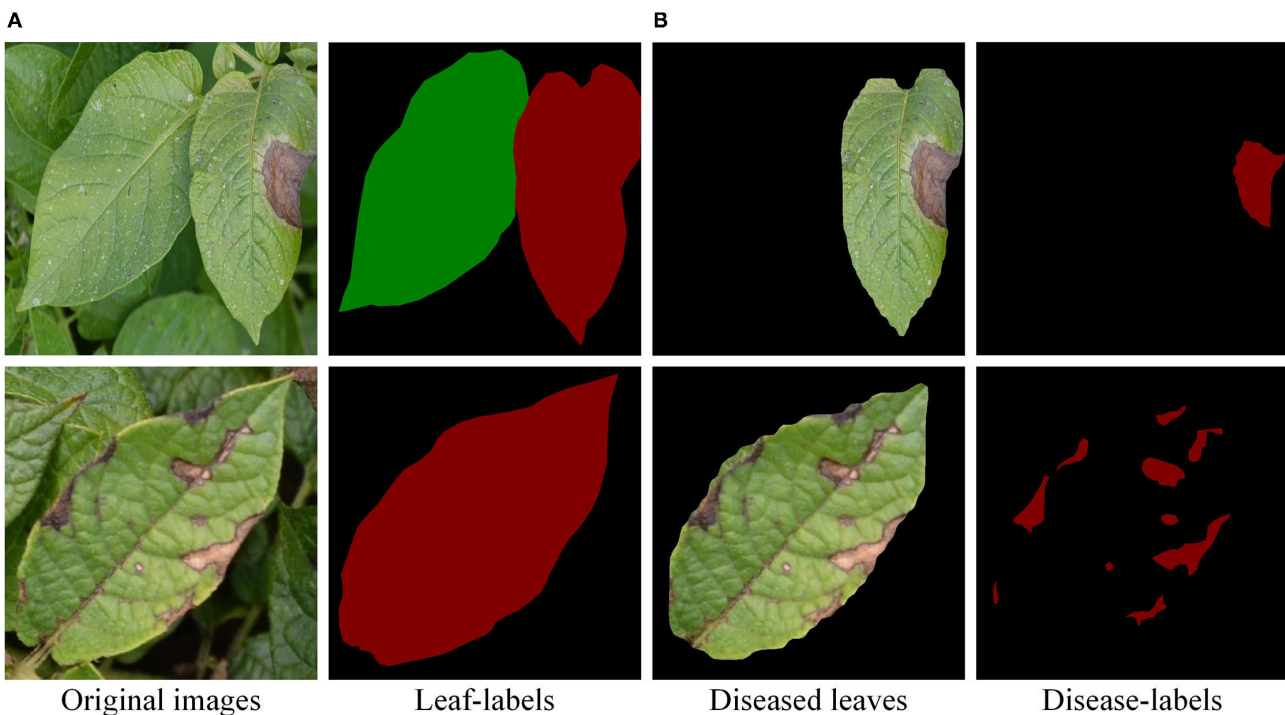 A
B
Original images
Leaf-labels
Diseased leaves
Disease-labels